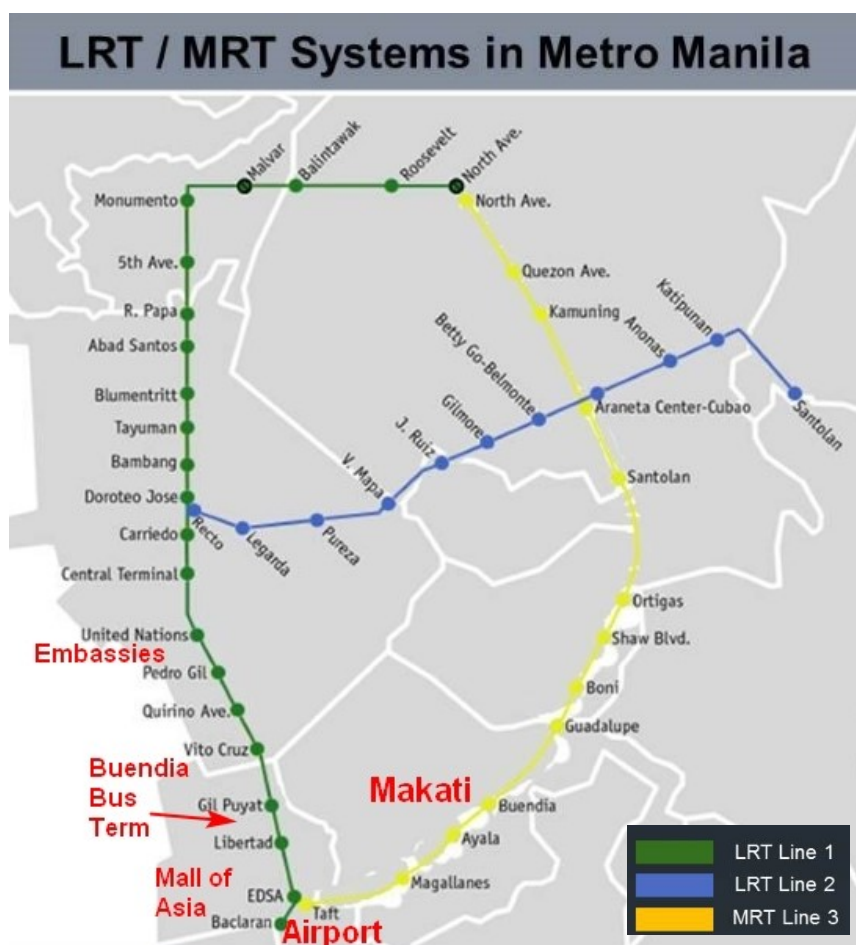 LRT / MRT Systems in Metro Manila
Malvar
Balintawak
Roosevelt
North Ave.
Monumento
North Ave.
5th Ave.
Quezon Ave.
R. Papa
Kamuning
Katipunan
Anonas
Abad Santos
Betty Go-Belmonte
Blumentritt
Gilmore
Araneta Center-Cubao
Santolan
Tayuman
J. Ruiz
Bambang
V. Mapa
Santolan
Doroteo Jose
Recto
Legarda
Pureza
Carriedo
Central Terminal
Ortigas
United Nations
Embassies
Shaw Blvd.
Pedro Gil
Boni
Quirino Ave.
Guadalupe
Vito Cruz
Buendia
Bus
Term
Makati
Gil Puyat
Buendia
Libertad
Ayala
Mall of
Asia
Magallanes
EDSA
Taft
Baclaran
Airport
LRT Line 1
LRT Line 2
MRT Line 3